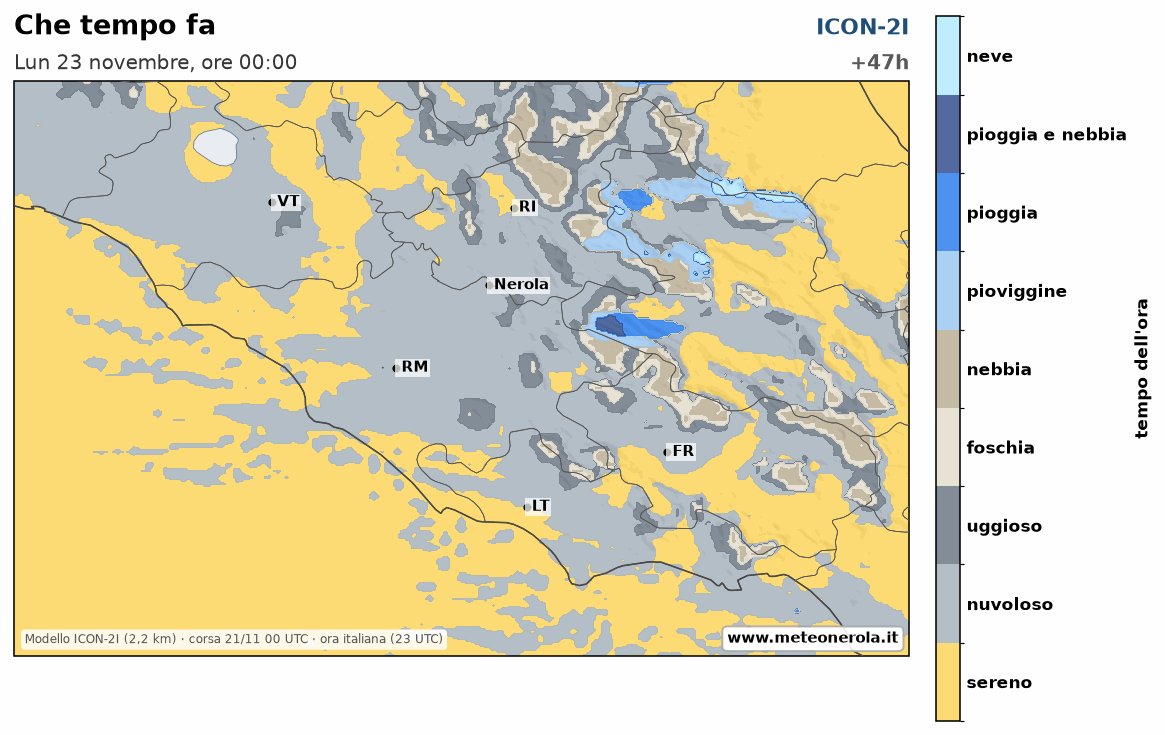 Che tempo fa
ICON-2I
Lun 23 novembre, ore 00:00
+47h
VT
RI
Nerola
RM
FR
LT
Modello ICON-2I (2,2 km) · corsa 21/11 00 UTC · ora italiana (23 UTC)
www.meteonerola.it
neve
pioggia e nebbia
pioggia
pioviggine
nebbia
foschia
uggioso
nuvoloso
sereno
tempo dell'ora